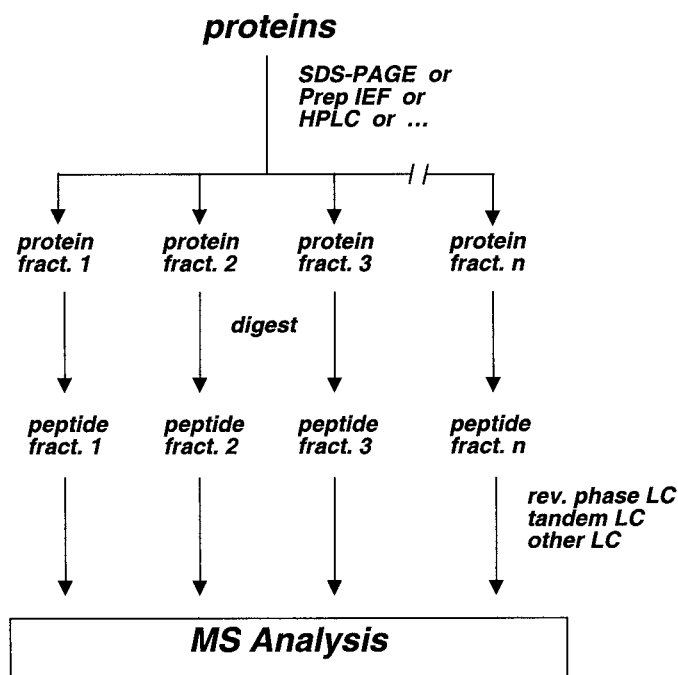 proteins
SDS-PAGE or
Prep IEF or
HPLC or ...
protein
fract. 1
protein
fract. 2
protein
fract. 3
protein
fract. n
digest
peptide
fract. 1
peptide
fract. 2
peptide
fract. 3
peptide
fract. n
rev. phase LC
tandem LC
other LC
MS Analysis